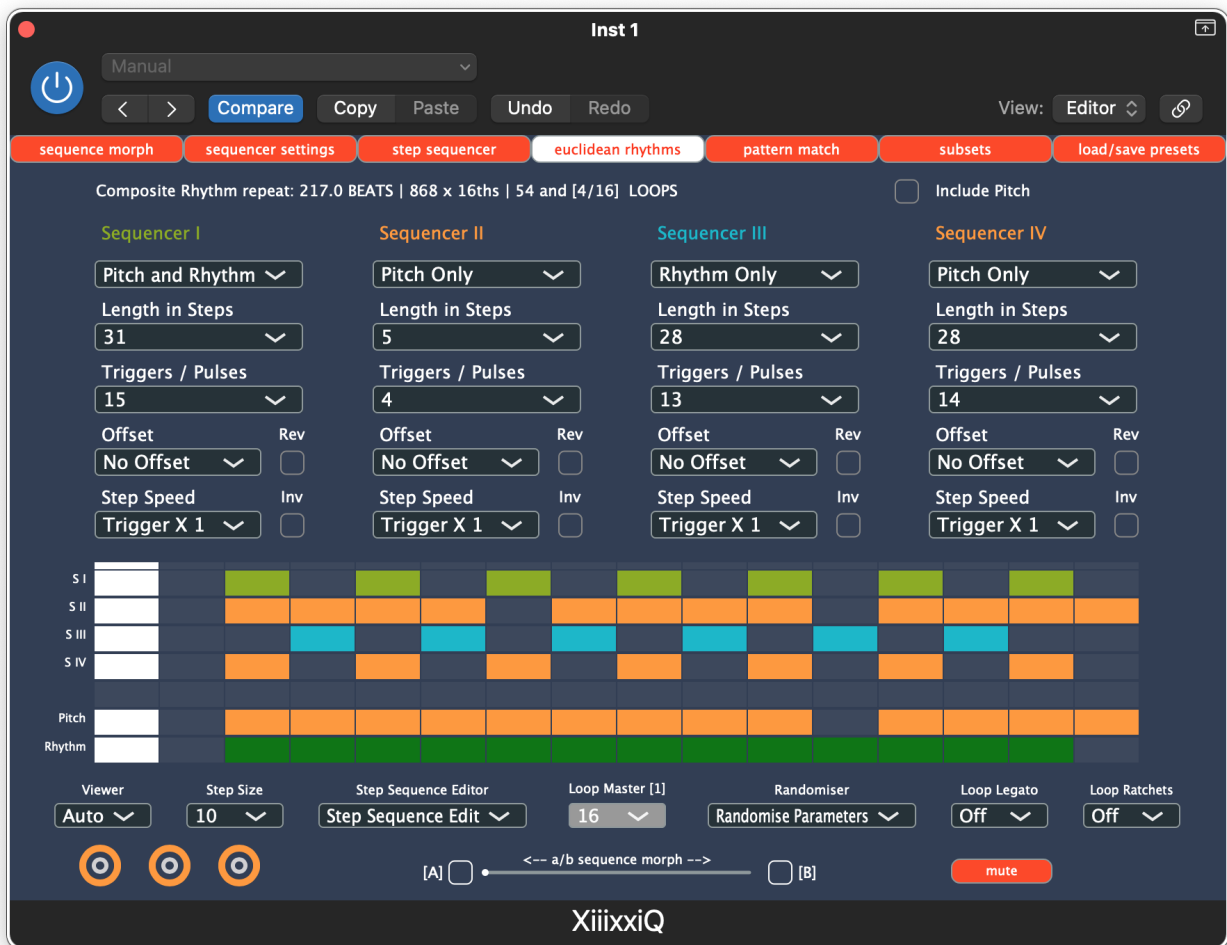 Inst 1
Manual
Compare Copy Paste Undo Redo View: Editor
sequence morph sequencer settings step sequencer euclidean rhythms pattern match subsets load/save presets
Composite Rhythm repeat: 217.0 BEATS | 868 x 16ths | 54 and [4/16] LOOPS Include Pitch
Sequencer I Sequencer II Sequencer III Sequencer IV
Pitch and Rhythm Pitch Only Rhythm Only Pitch Only
Length in Steps Length in Steps Length in Steps Length in Steps
31 5 28 28
Triggers / Pulses Triggers / Pulses Triggers / Pulses Triggers / Pulses
15 4 13 14
Offset Rev Offset Rev Offset Rev Offset Rev
No Offset No Offset No Offset No Offset
Step Speed Inv Step Speed Inv Step Speed Inv Step Speed Inv
Trigger X 1 Trigger X 1 Trigger X 1 Trigger X 1
S I
S II
S III
S IV
Pitch
Rhythm
Viewer Step Size Step Sequence Editor Loop Master [1] Randomiser Loop Legato Loop Ratchets
Auto 10 Step Sequence Edit 16 Randomise Parameters Off Off
[A] <-- a/b sequence morph --> [B] mute
XiiixxiQ